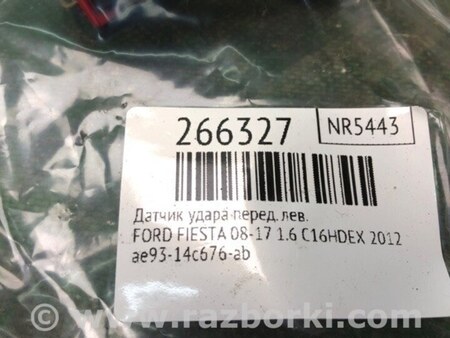 266327
NR5443
Датчик удара перед.лев.
FORD FIESTA 08-17 1.6 C16HDEX 2012
ae93-14c676-ab
© www.razborki.com